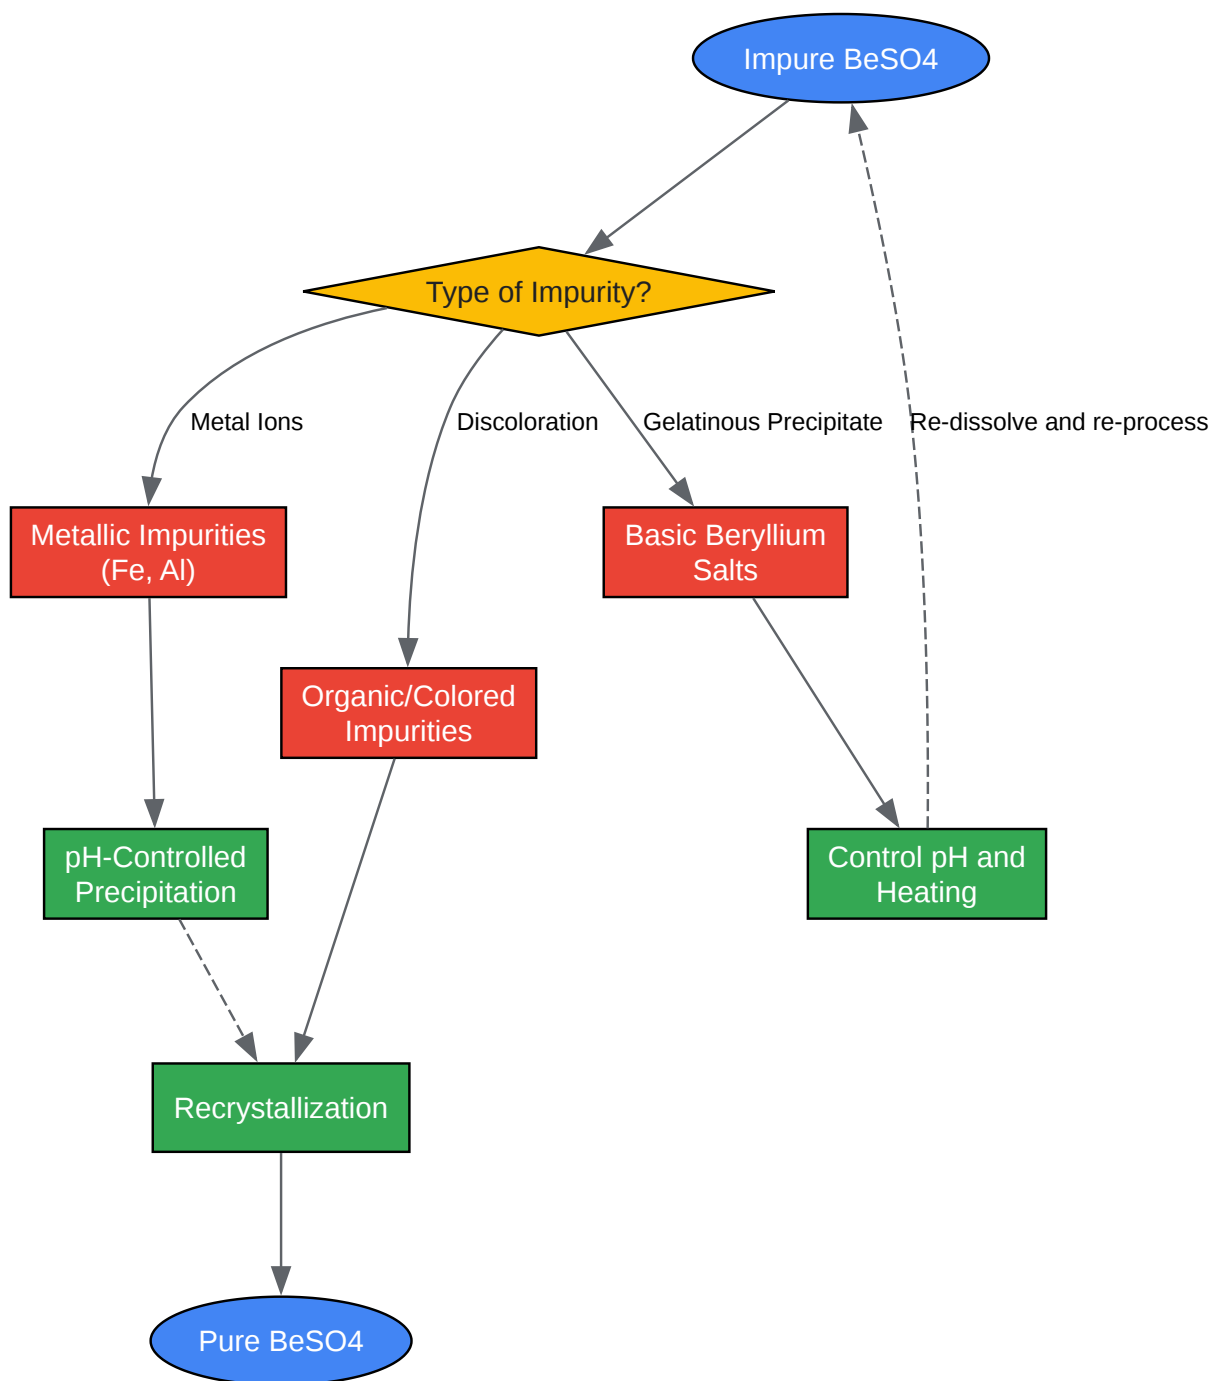 Impure BeSO4
Type of Impurity?
Metal Ions
Discoloration
Gelatinous Precipitate
Re-dissolve and re-process
Metallic Impurities
(Fe, Al)
Basic Beryllium
Salts
Organic/Colored
Impurities
pH-Controlled
Precipitation
Control pH and
Heating
Recrystallization
Pure BeSO4